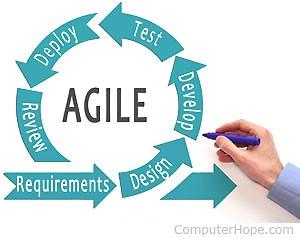 AGILE
Requirements
Design
Develop
Test
Deploy
Review
ComputerHope.com